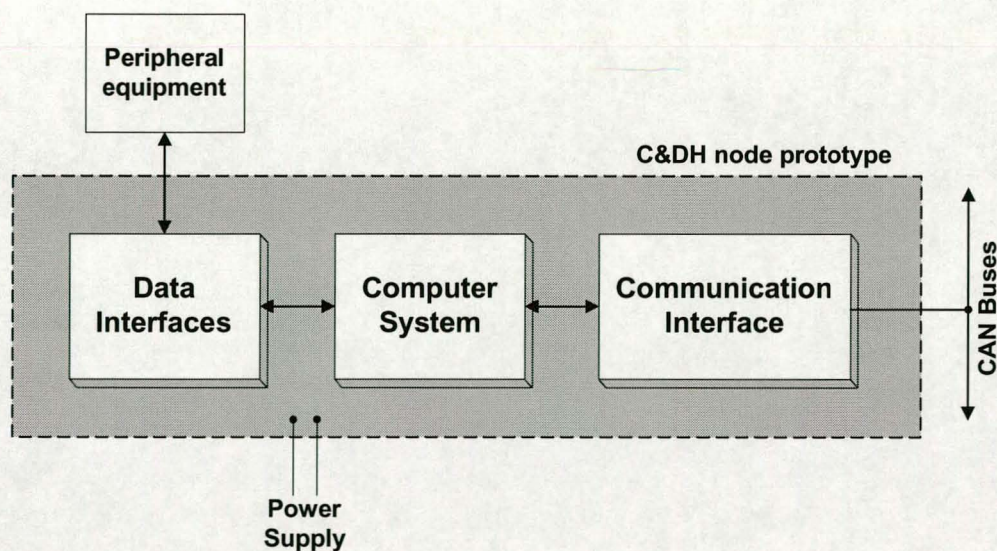 Peripheral
equipment
C&DH node prototype
Data
Interfaces
Computer
System
Communication
Interface
CAN Buses
Power
Supply